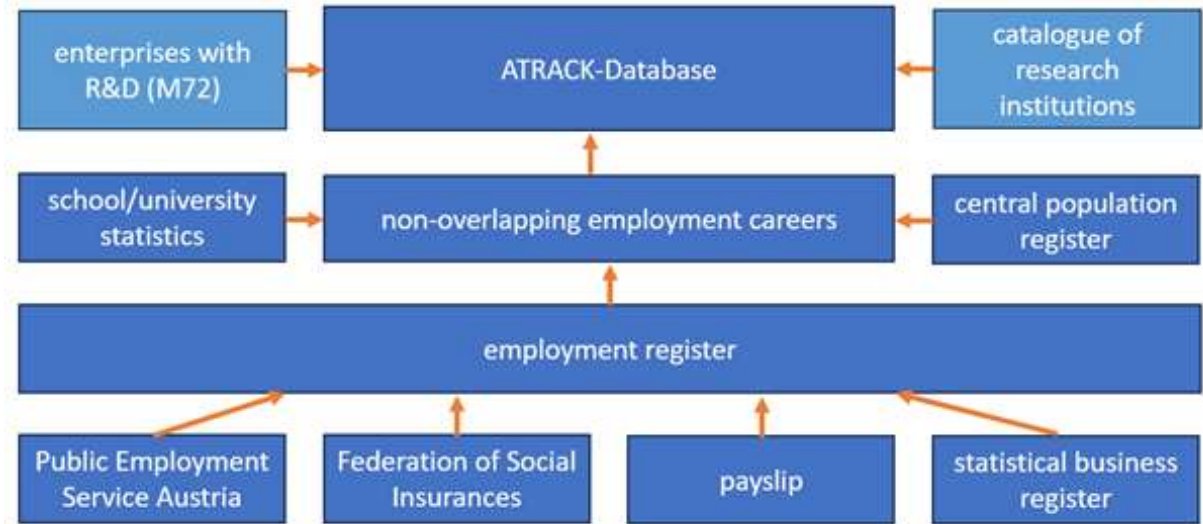 enterprises with
R&D (M72)
ATRACK-Database
catalogue of
research
institutions
school/university
statistics
non-overlapping employment careers
central population
register
employment register
Public Employment
Service Austria
Federation of Social
Insurances
payslip
statistical business
register